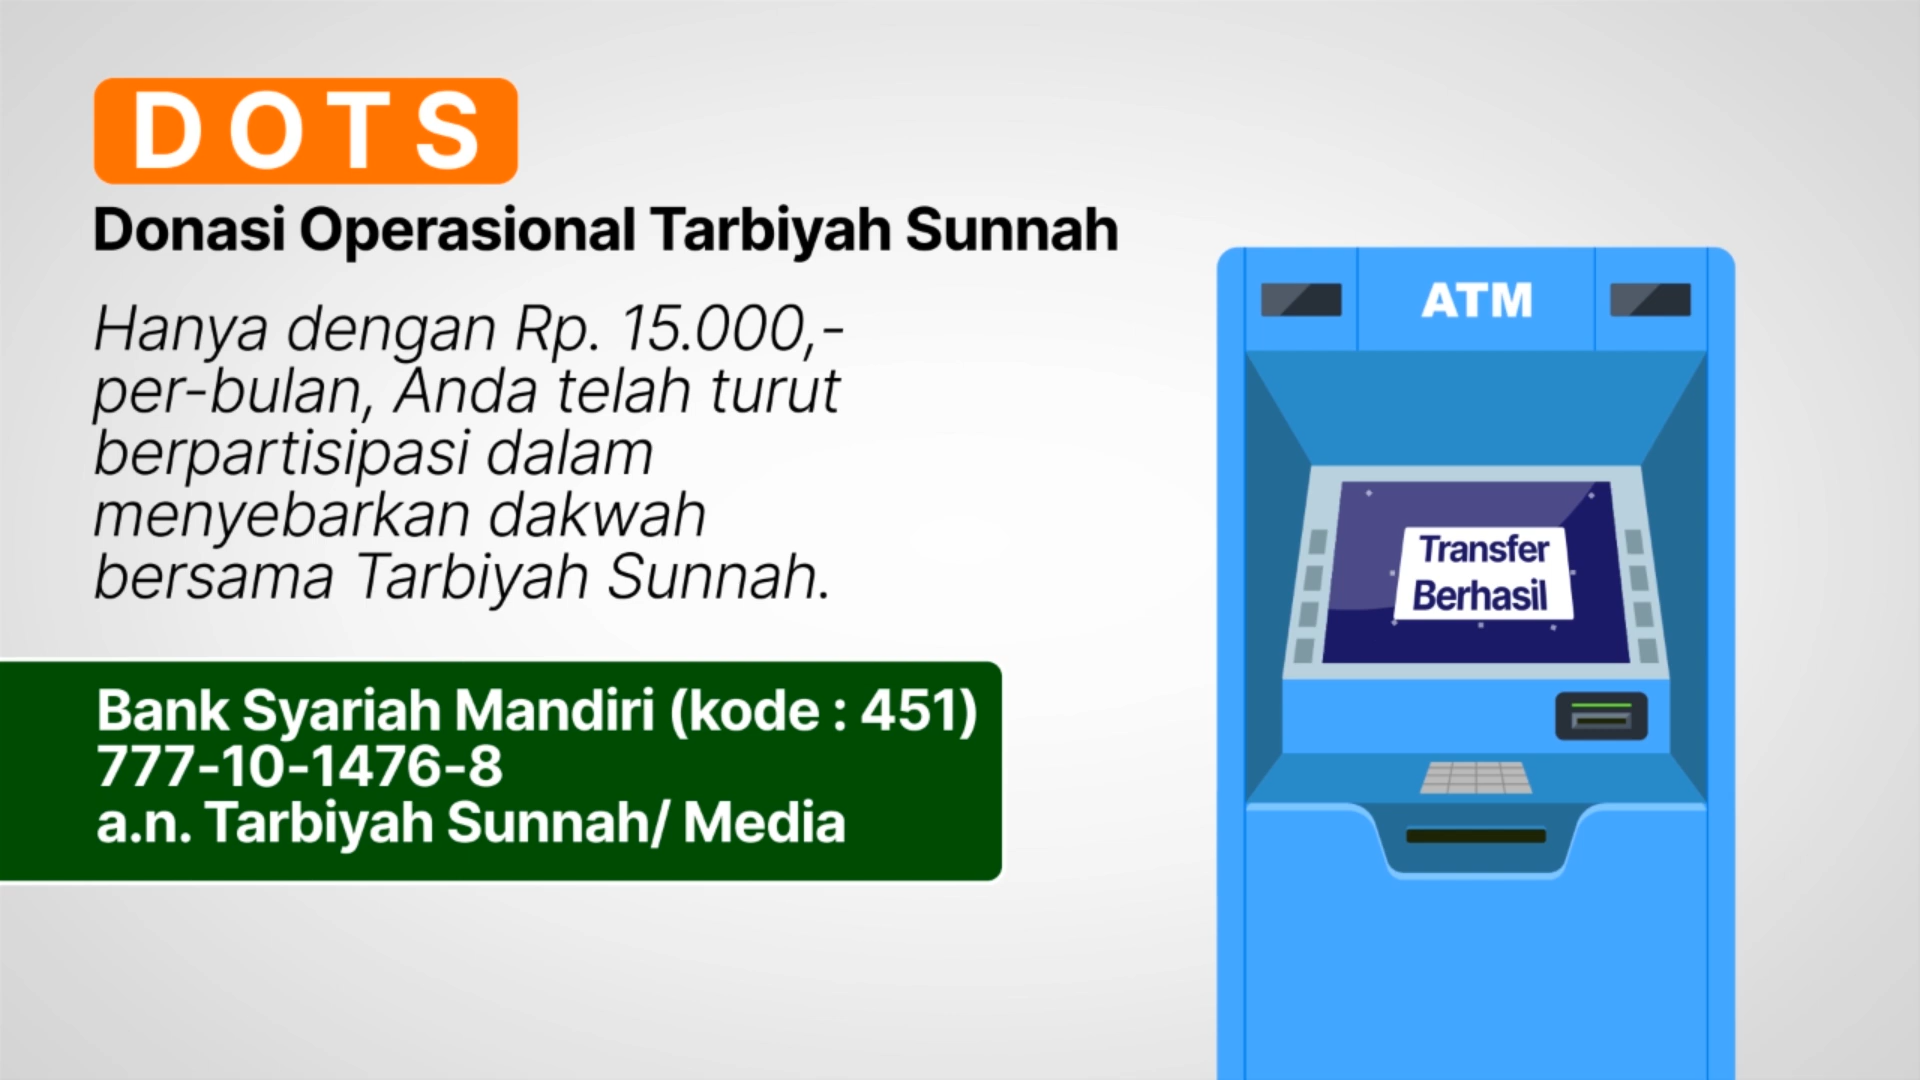 DOTS
Donasi Operasional Tarbiyah Sunnah
Hanya dengan Rp. 15.000,-
per-bulan, Anda telah turut
berpartisipasi dalam
menyebarkan dakwah
bersama Tarbiyah Sunnah.
Bank Syariah Mandiri (kode : 451)
777-10-1476-8
a.n. Tarbiyah Sunnah/ Media
ATM
Transfer
Berhasil